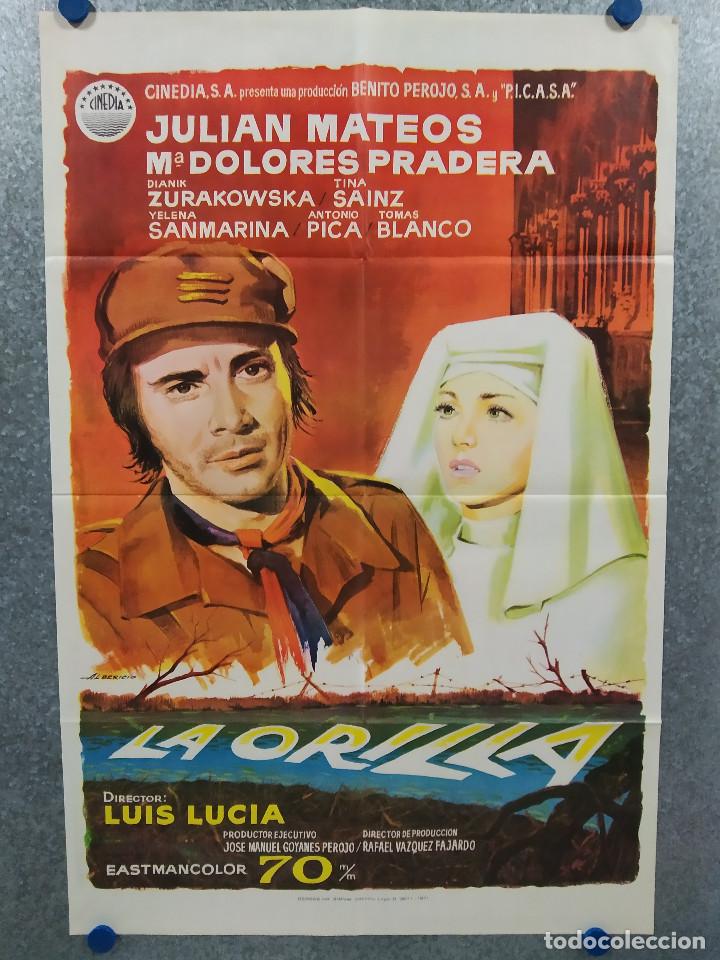 CINEDIA
CINEDIA, S.A. presenta una producción BENITO PEROJO, S.A. y "P.I.C.A.S.A."
JULIAN MATEOS
Mª DOLORES PRADERA
DIANIK ZURAKOWSKA / TINA SAINZ
YELENA SANMARINA / ANTONIO PICA / TOMAS BLANCO
ALBERICIO
LA ORILLA
DIRECTOR:
LUIS LUCIA
PRODUCTOR EJECUTIVO
JOSE MANUEL GOYANES PEROJO /
DIRECTOR DE PRODUCCION
RAFAEL VAZQUEZ FAJARDO
EASTMANCOLOR 70 m/m
todocoleccion
todocoleccion.net